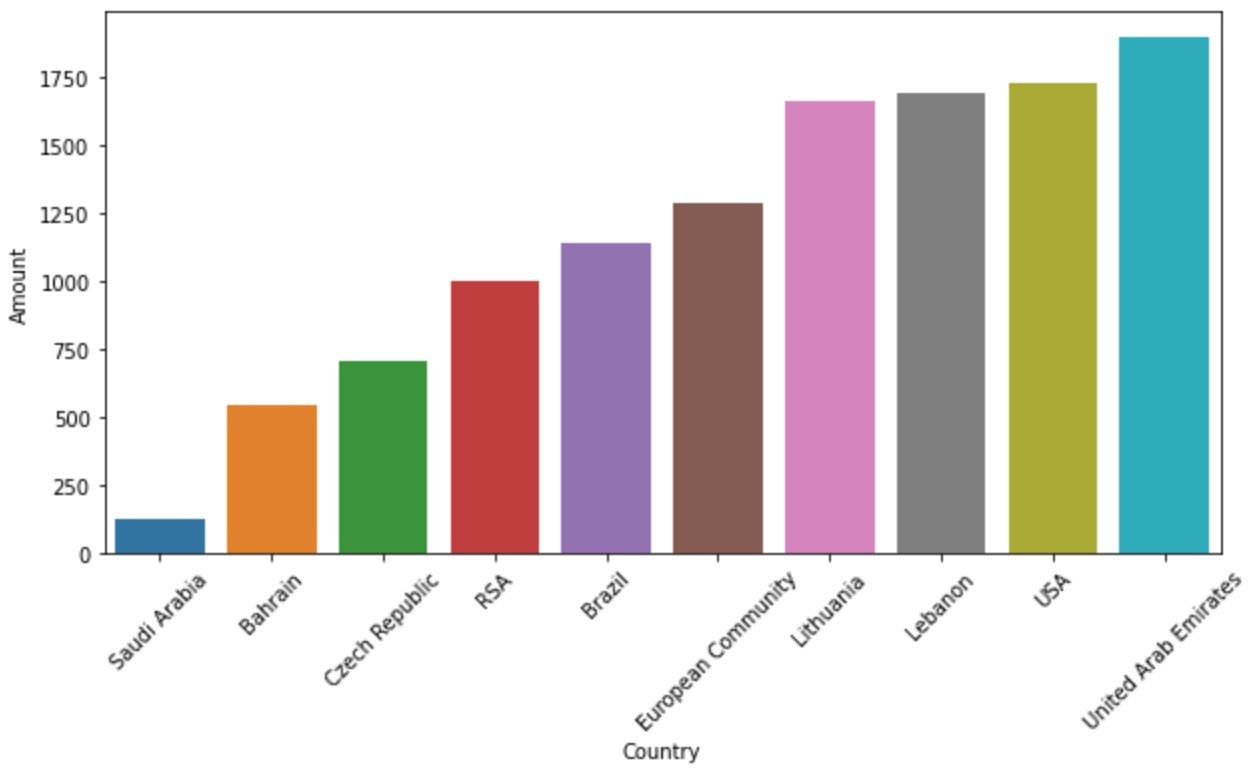 Amount
1750
1500
1250
1000
750
500
250
0
Saudi Arabia
Bahrain
Czech Republic
RSA
Brazil
European Community
Lithuania
Lebanon
USA
United Arab Emirates
Country